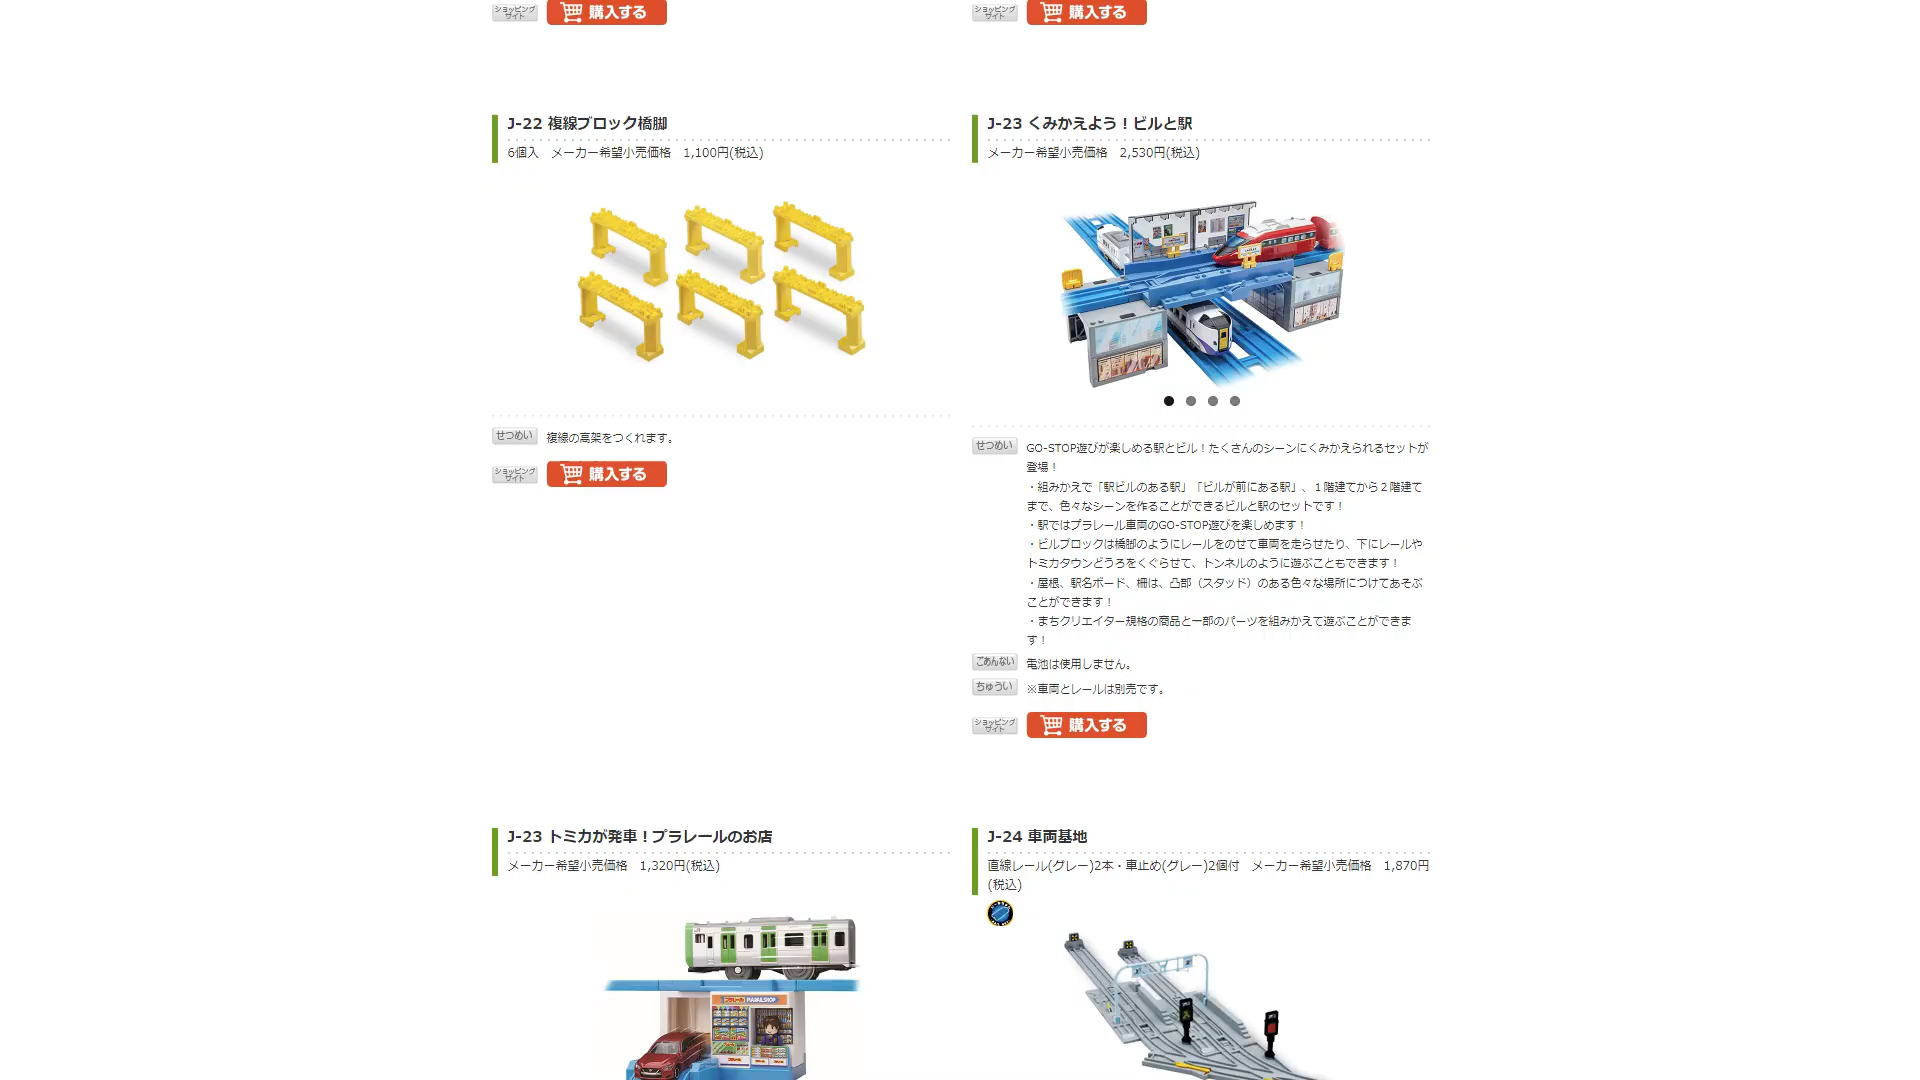 ショッピング
サイト
購入する
ショッピング
サイト
購入する
J-22 複線ブロック橋脚
6個入　メーカー希望小売価格　1,100円(税込)
せつめい
複線の高架をつくれます。
ショッピング
サイト
購入する
J-23 くみかえよう！ビルと駅
メーカー希望小売価格　2,530円(税込)
せつめい
GO-STOP遊びが楽しめる駅とビル！たくさんのシーンにくみかえられるセットが
登場！
・組みかえで「駅ビルのある駅」「ビルが前にある駅」、１階建てから２階建て
まで、色々なシーンを作ることができるビルと駅のセットです！
・駅ではプラレール車両のGO-STOP遊びを楽しめます！
・ビルブロックは橋脚のようにレールをのせて車両を走らせたり、下にレールや
トミカタウンどうろをくぐらせて、トンネルのように遊ぶこともできます！
・屋根、駅名ボード、柵は、凸部（スタッド）のある色々な場所につけてあそぶ
ことができます！
・まちクリエイター規格の商品と一部のパーツを組みかえて遊ぶことができま
す！
ごあんない
電池は使用しません。
ちゅうい
※車両とレールは別売です。
ショッピング
サイト
購入する
J-23 トミカが発車！プラレールのお店
メーカー希望小売価格　1,320円(税込)
プラレール PLARAIL SHOP
J-24 車両基地
直線レール(グレー)2本・車止め(グレー)2個付　メーカー希望小売価格　1,870円
(税込)